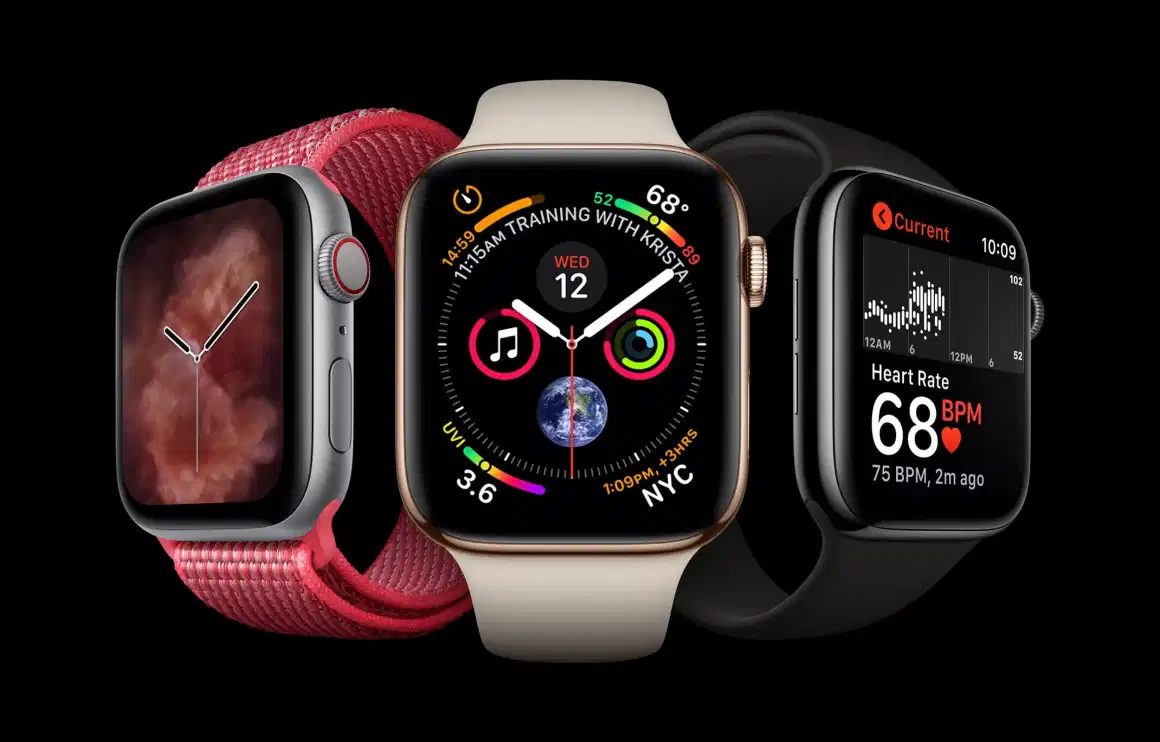 14:59
11:15AM TRAINING WITH KRISTA
52
68°
89
WED
12
UVI
3.6
1:09PM, +3HRS
NYC
Current
10:09
102
52
12AM
6
12PM
6
Heart Rate
68 BPM
75 BPM, 2m ago